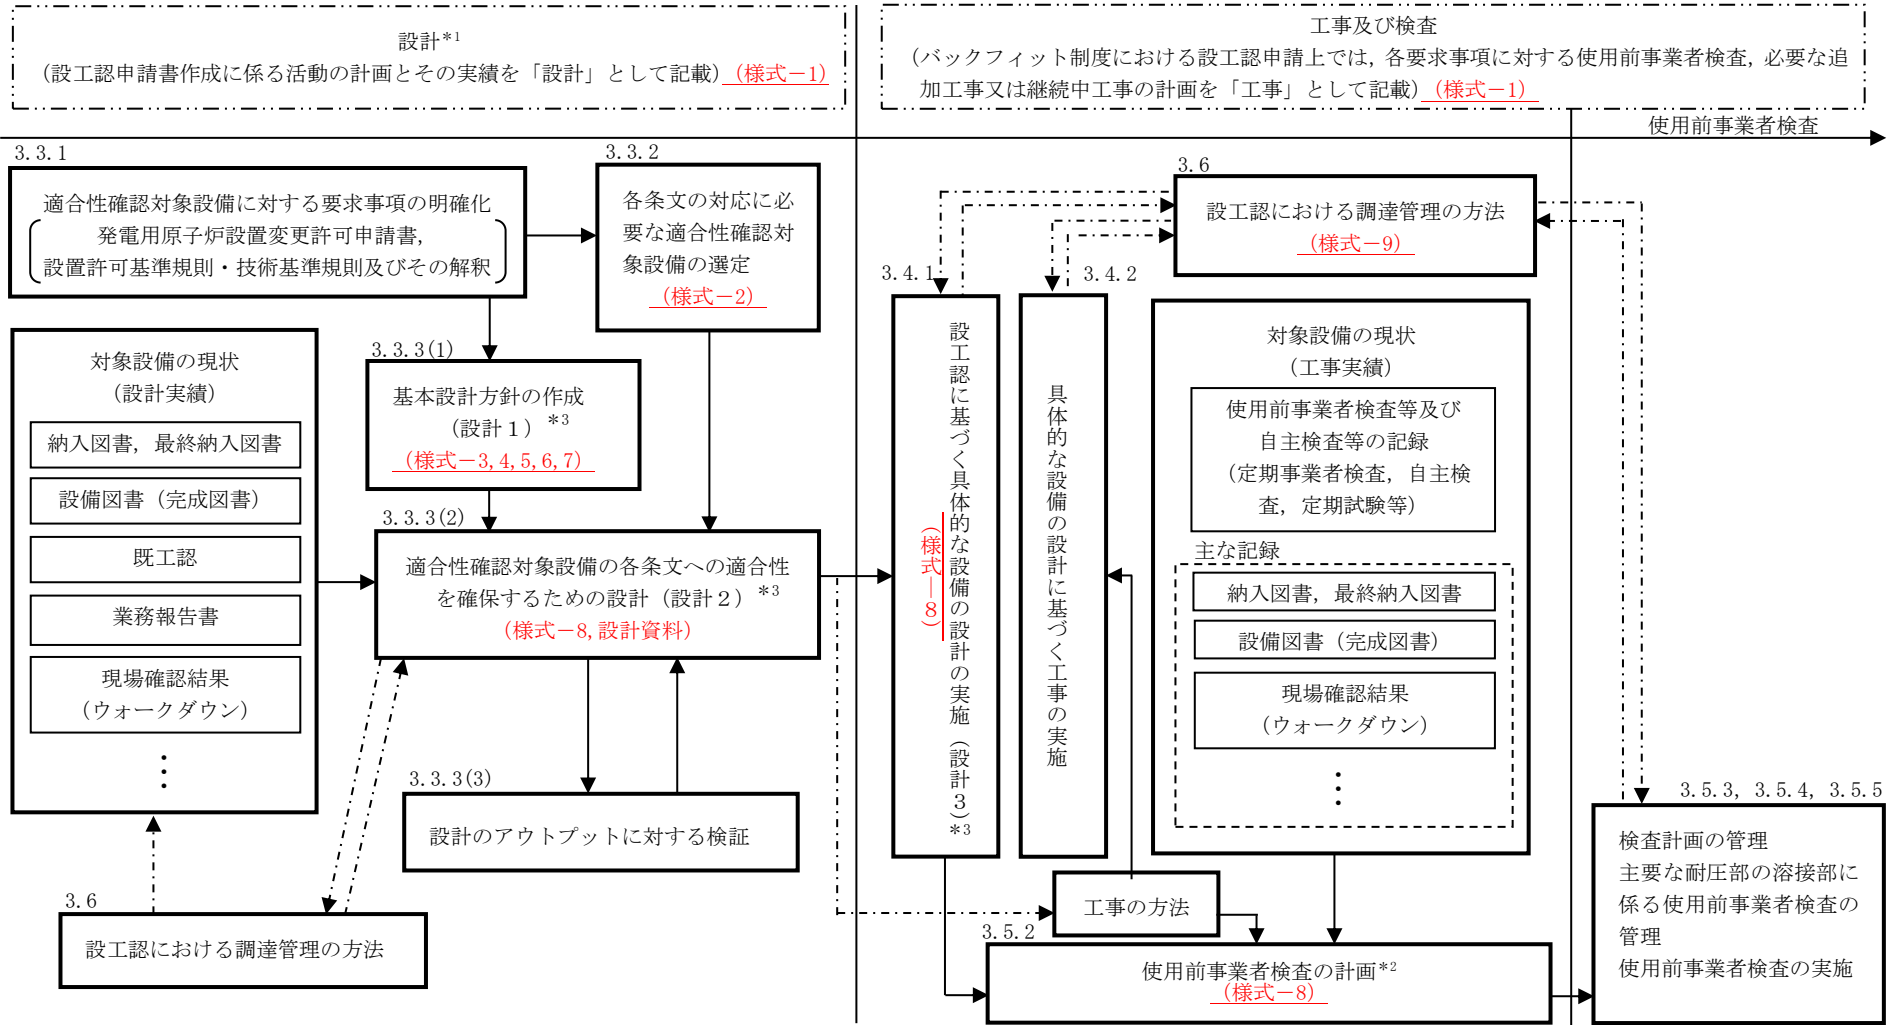 設計*1
(設工認申請書作成に係る活動の計画とその実績を「設計」として記載)(様式－1)
工事及び検査
(バックフィット制度における設工認申請上では, 各要求事項に対する使用前事業者検査, 必要な追
加工事又は継続中工事の計画を「工事」として記載)(様式－1)
使用前事業者検査
3.3.1
適合性確認対象設備に対する要求事項の明確化
発電用原子炉設置変更許可申請書,
設置許可基準規則・技術基準規則及びその解釈
3.3.2
各条文の対応に必
要な適合性確認対
象設備の選定
(様式－2)
対象設備の現状
(設計実績)
納入図書, 最終納入図書
設備図書（完成図書）
既工認
業務報告書
現場確認結果
(ウォークダウン)
⋮
3.3.3(1)
基本設計方針の作成
(設計１) *3
(様式－3, 4, 5, 6, 7)
3.3.3(2)
適合性確認対象設備の各条文への適合性
を確保するための設計（設計２）*3
(様式－8, 設計資料)
3.3.3(3)
設計のアウトプットに対する検証
3.6
設工認における調達管理の方法
3.6
設工認における調達管理の方法
(様式－9)
3.4.1
設工認に基づく具体的な設備の設計の実施（設計３）*3
(様式－8)
3.4.2
具体的な設備の設計に基づく工事の実施
対象設備の現状
(工事実績)
使用前事業者検査等及び
自主検査等の記録
(定期事業者検査, 自主検
査, 定期試験等)
主な記録
納入図書, 最終納入図書
設備図書（完成図書）
現場確認結果
(ウォークダウン)
⋮
工事の方法
3.5.2
使用前事業者検査の計画*2
(様式－8)
3.5.3, 3.5.4, 3.5.5
検査計画の管理
主要な耐圧部の溶接部に
係る使用前事業者検査の
管理
使用前事業者検査の実施